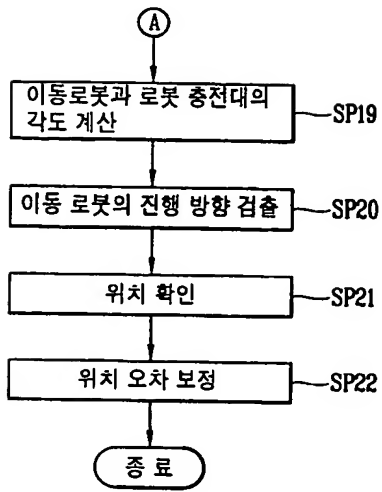 A
이동로봇과 로봇 충전대의
각도 계산
SP19
이동 로봇의 진행 방향 검출
SP20
위치 확인
SP21
위치 오차 보정
SP22
종 료